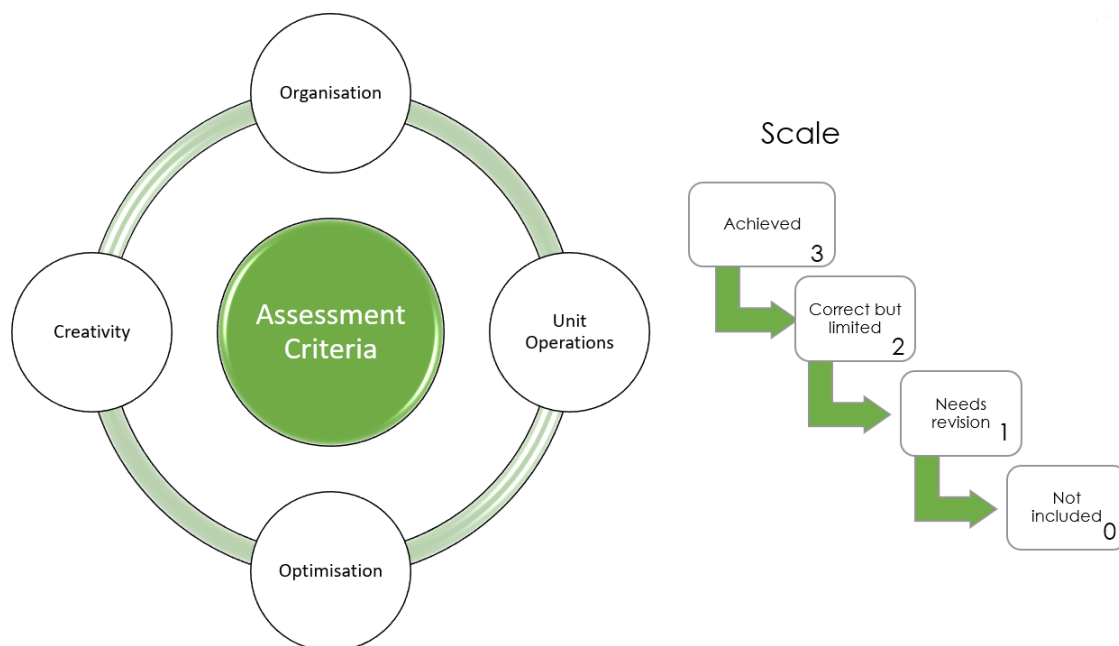 Organisation
Creativity
Assessment
Criteria
Unit
Operations
Optimisation
Scale
Achieved
3
Correct but
limited
2
Needs
revision
1
Not
included
0